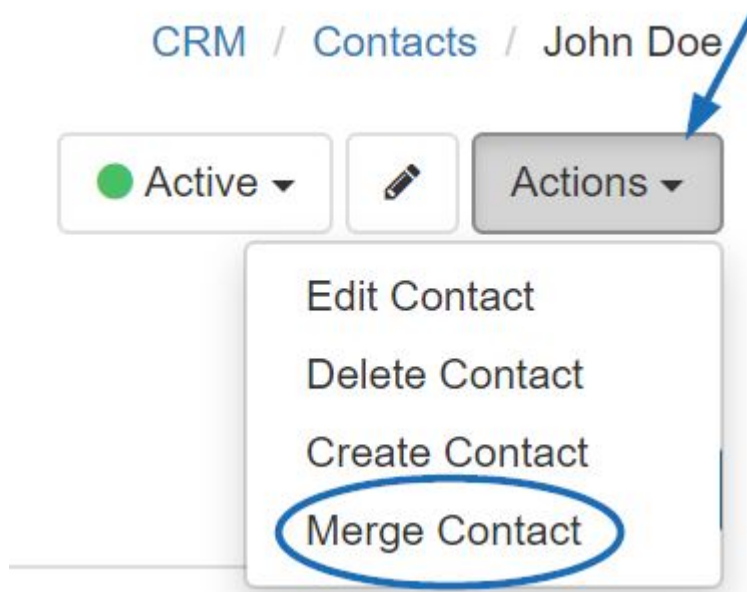 CRM / Contacts / John Doe
Active Actions
Edit Contact
Delete Contact
Create Contact
Merge Contact